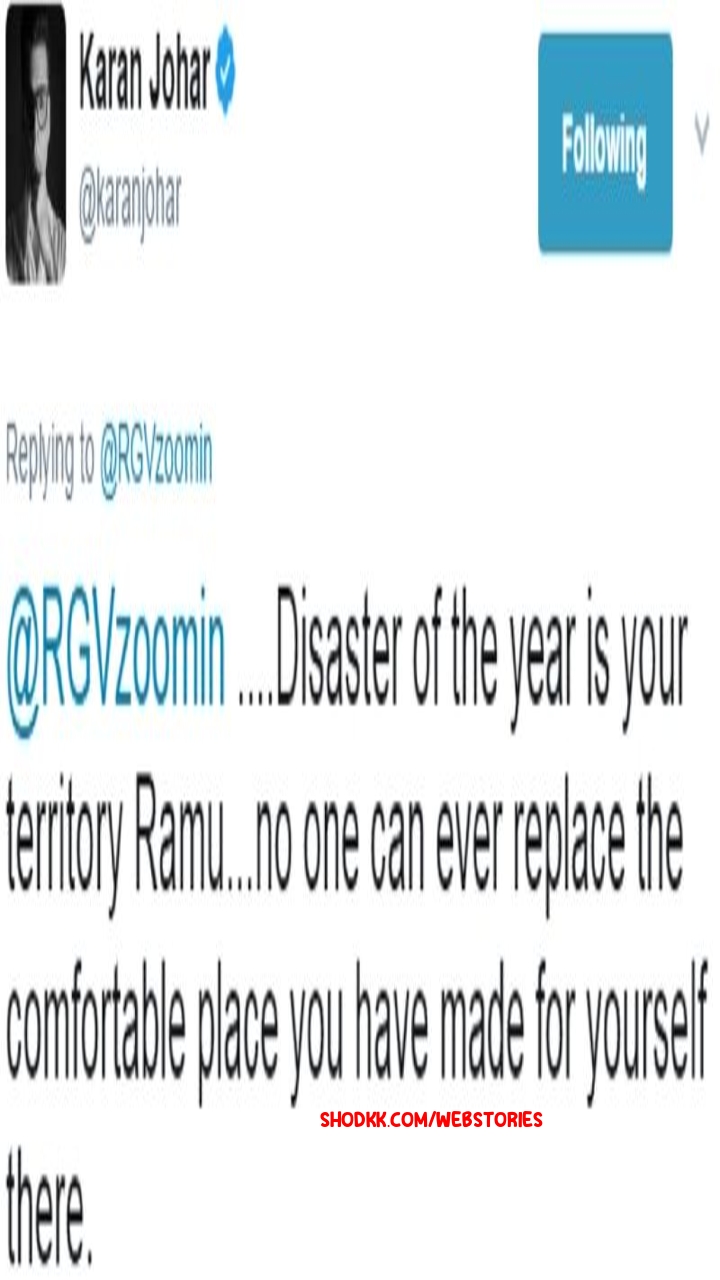 Karan Johar
@karanjohar
Following
Replying to @RGVzoomin
@RGVzoomin ....Disaster of the year is your
territory Ramu...no one can ever replace the
comfortable place you have made for yourself
SHODKK.COM/WEBSTORIES
there.